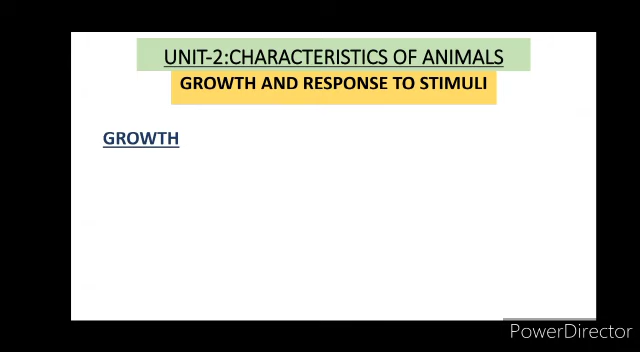 UNIT-2:CHARACTERISTICS OF ANIMALS
GROWTH AND RESPONSE TO STIMULI
GROWTH
PowerDirector